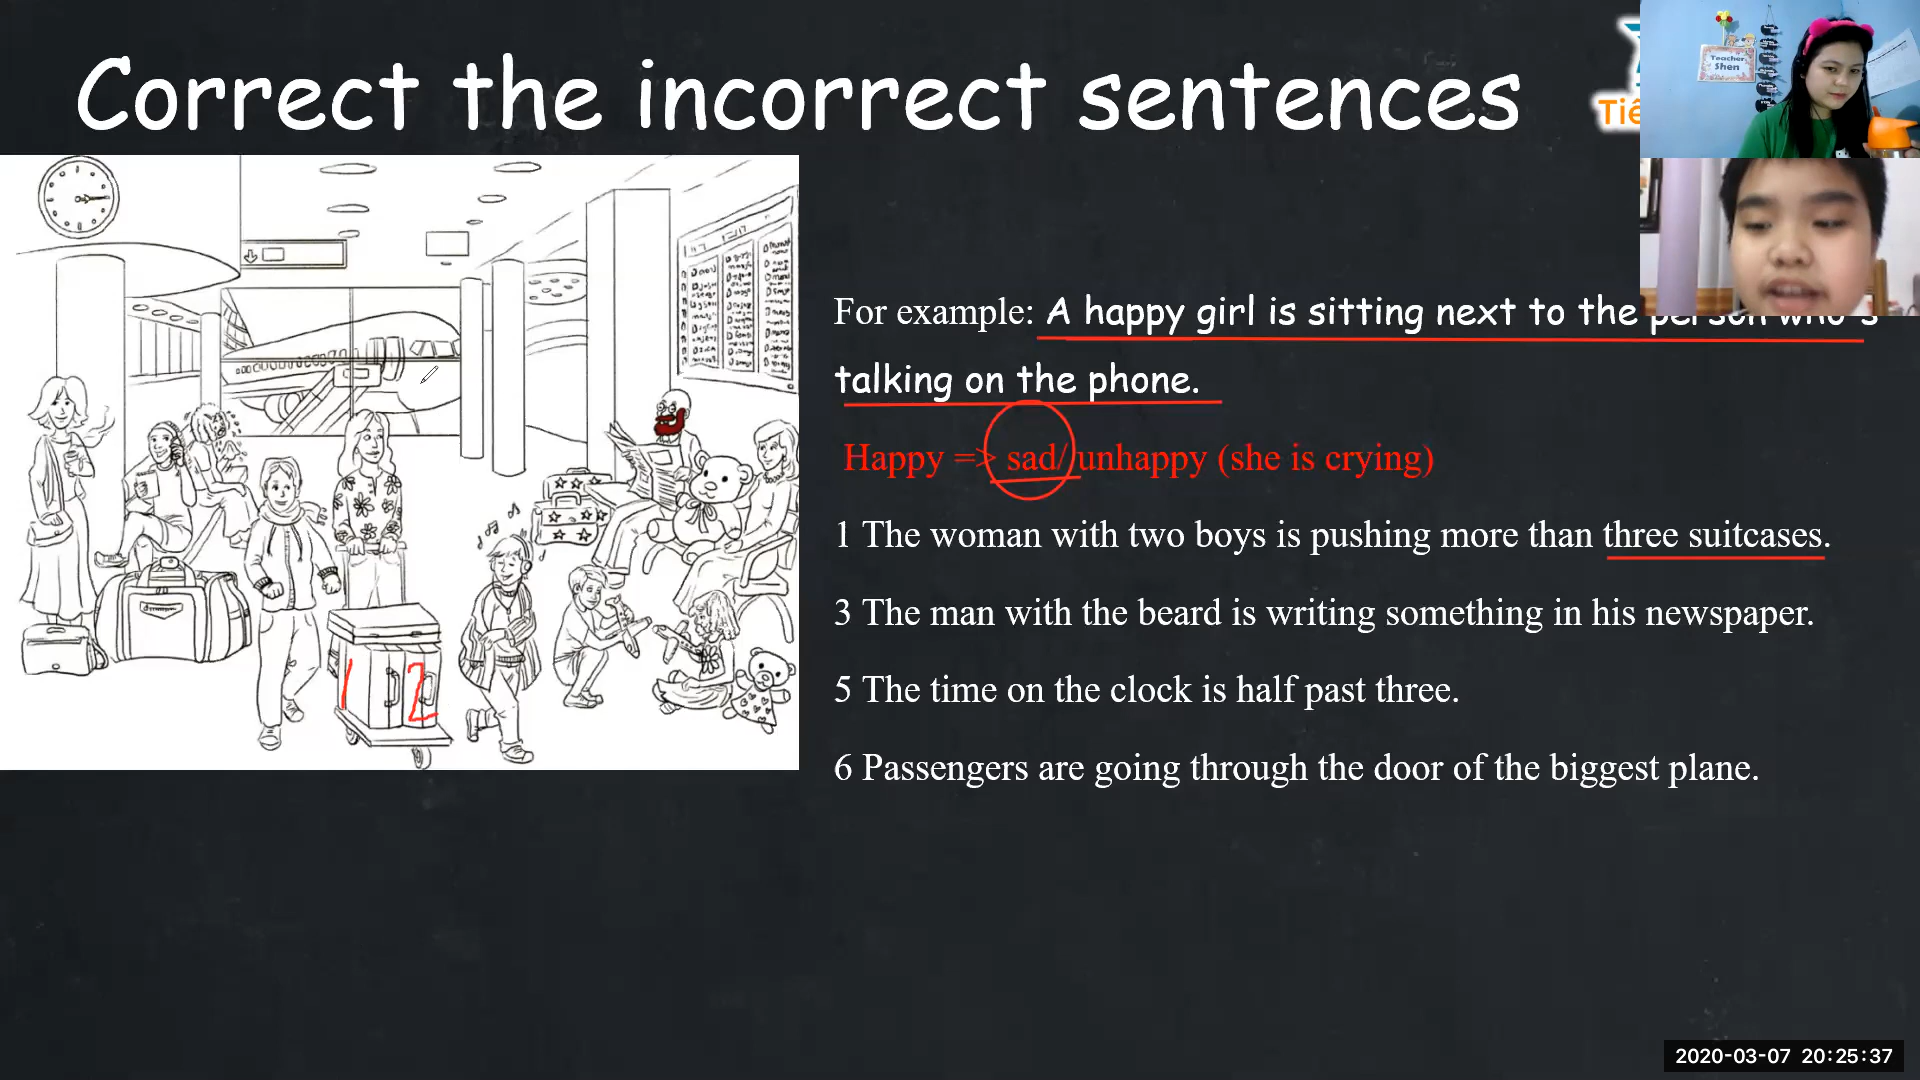 Correct the incorrect sentences
Tiê
Teacher
Shen
For example: A happy girl is sitting next to the person who's
talking on the phone.
Happy => sad/ unhappy (she is crying)
1 The woman with two boys is pushing more than three suitcases.
3 The man with the beard is writing something in his newspaper.
5 The time on the clock is half past three.
6 Passengers are going through the door of the biggest plane.
1 2
2020-03-07 20:25:37